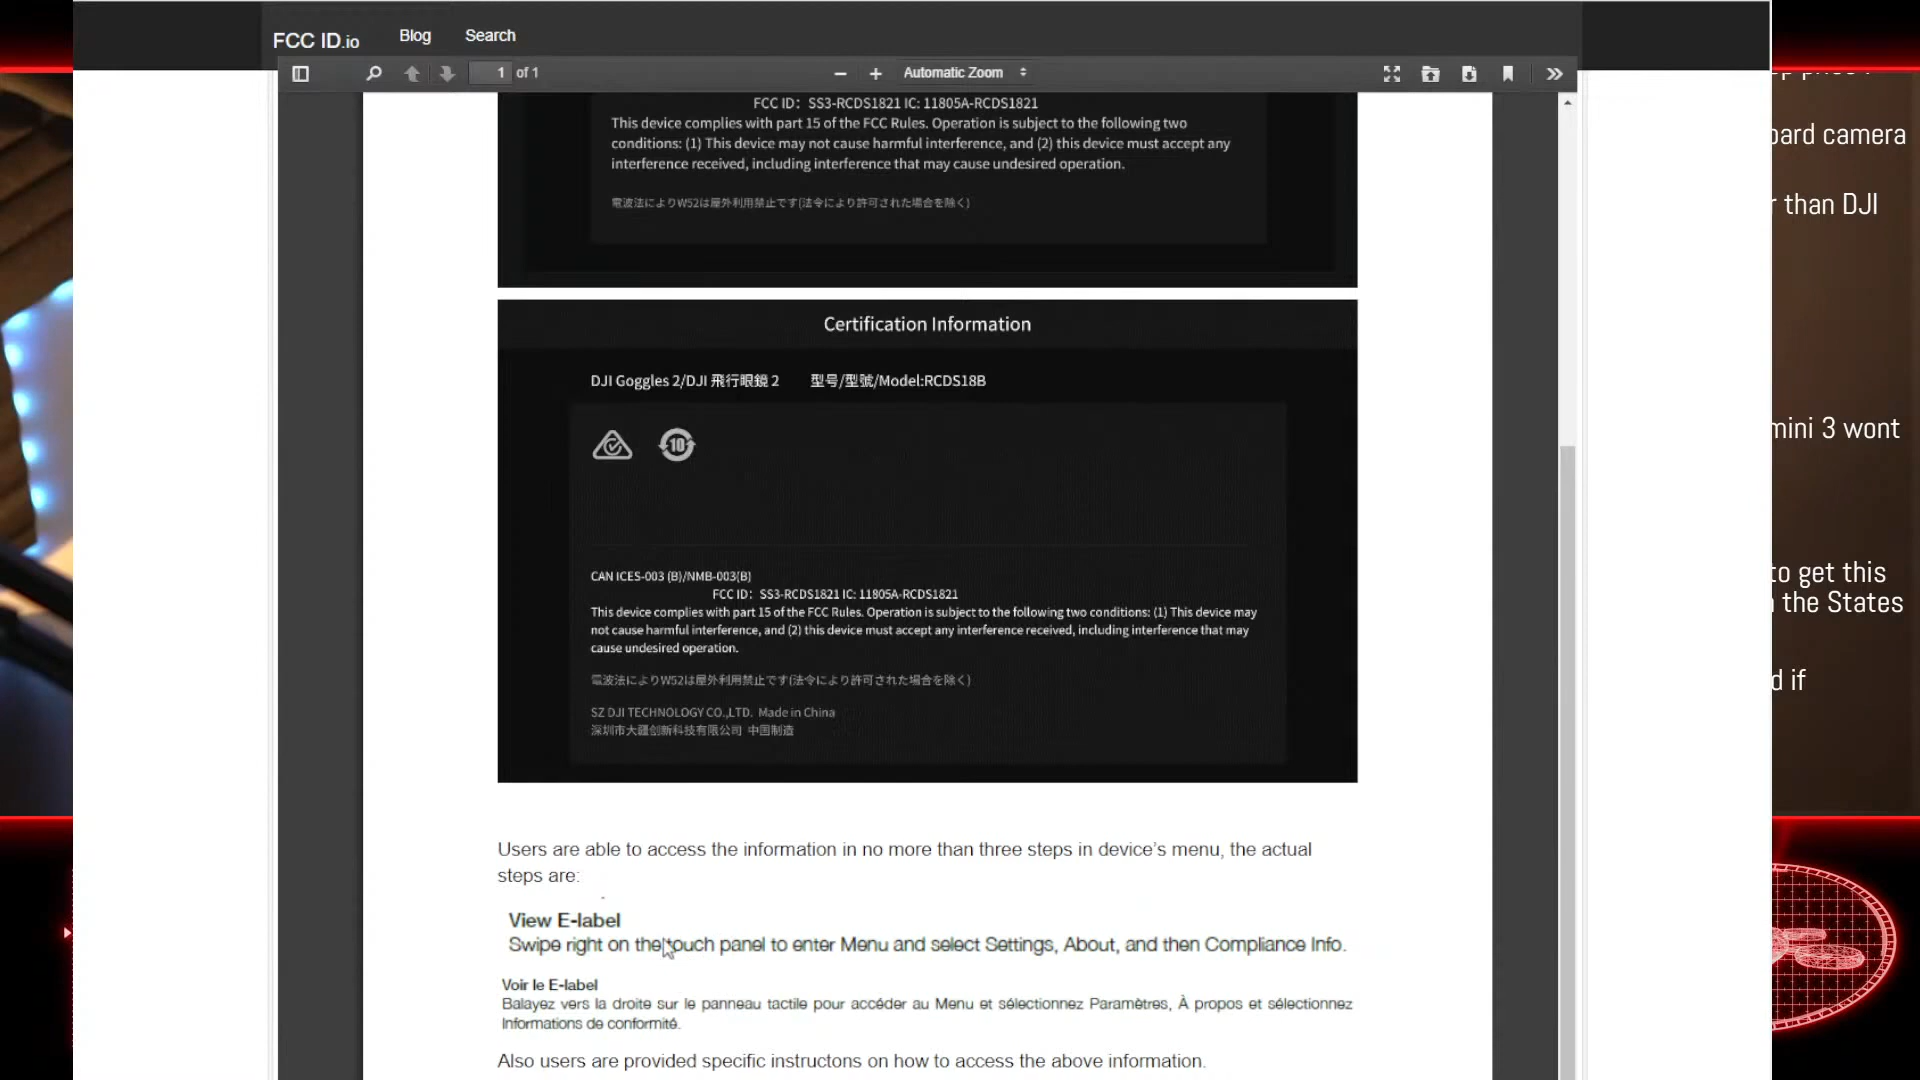 FCC ID.io
Blog
Search
1 of 1
Automatic Zoom
FCC ID: SS3-RCDS1821 IC: 11805A-RCDS1821
This device complies with part 15 of the FCC Rules. Operation is subject to the following two
conditions: (1) This device may not cause harmful interference, and (2) this device must accept any
interference received, including interference that may cause undesired operation.
電波法によりW52は屋外利用禁止です(法令により許可された場合を除く)
Certification Information
DJI Goggles 2/DJI 飛行眼鏡 2 型号/型號/Model:RCDS18B
10
CAN ICES-003 (B)/NMB-003(B)
FCC ID: SS3-RCDS1821 IC: 11805A-RCDS1821
This device complies with part 15 of the FCC Rules. Operation is subject to the following two conditions: (1) This device may
not cause harmful interference, and (2) this device must accept any interference received, including interference that may
cause undesired operation.
電波法によりW52は屋外利用禁止です(法令により許可された場合を除く)
SZ DJI TECHNOLOGY CO.,LTD. Made in China
深圳市大疆创新科技有限公司 中国制造
Users are able to access the information in no more than three steps in device's menu, the actual
steps are:
View E-label
Swipe right on the touch panel to enter Menu and select Settings, About, and then Compliance Info.
Voir le E-label
Balayez vers la droite sur le panneau tactile pour accéder au Menu et sélectionnez Paramètres, À propos et sélectionnez
Informations de conformité.
Also users are provided specific instructons on how to access the above information.
camera
than DJI
mini 3 wont
to get this
the States
if